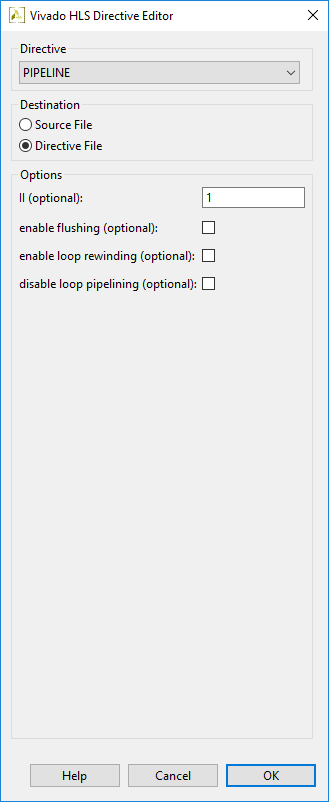 Vivado HLS Directive Editor
Directive
PIPELINE
Destination
Source File
Directive File
Options
II (optional):
1
enable flushing (optional):
enable loop rewinding (optional):
disable loop pipelining (optional):
Help
Cancel
OK